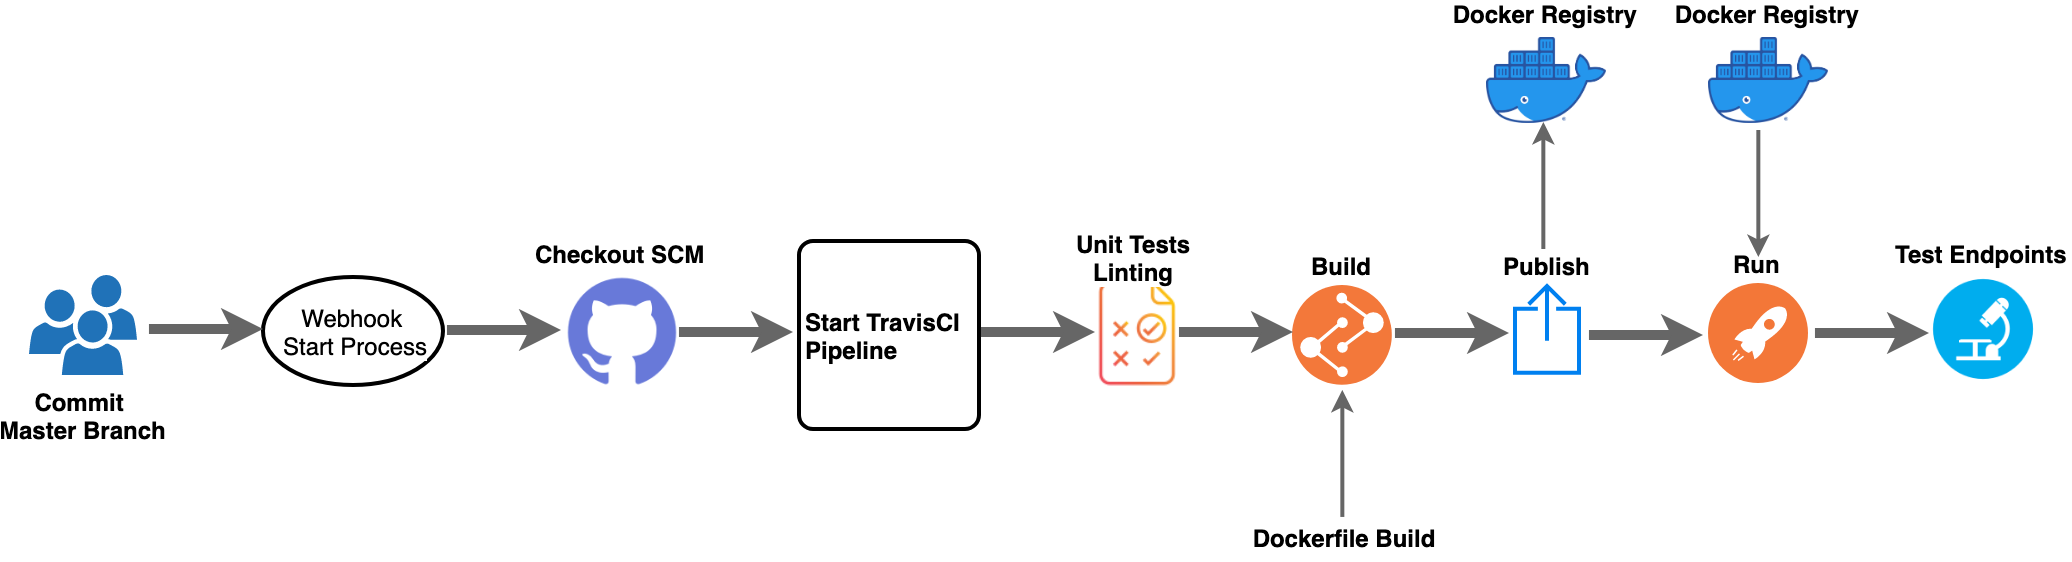 Docker Registry
Docker Registry
Commit
Master Branch
Webhook
Start Process
Checkout SCM
Start TravisCI
Pipeline
Unit Tests
Linting
Build
Dockerfile Build
Publish
Run
Test Endpoints